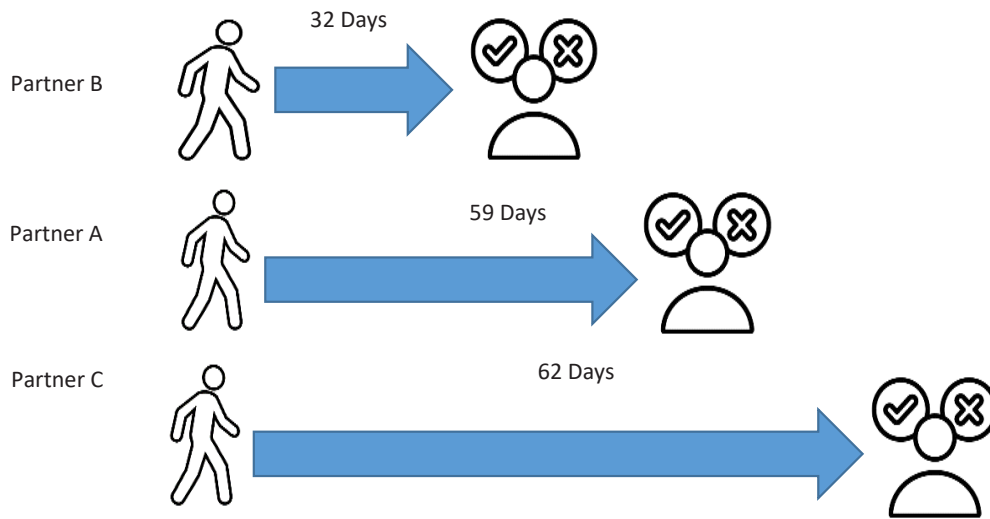 32 Days
Partner B
59 Days
Partner A
62 Days
Partner C